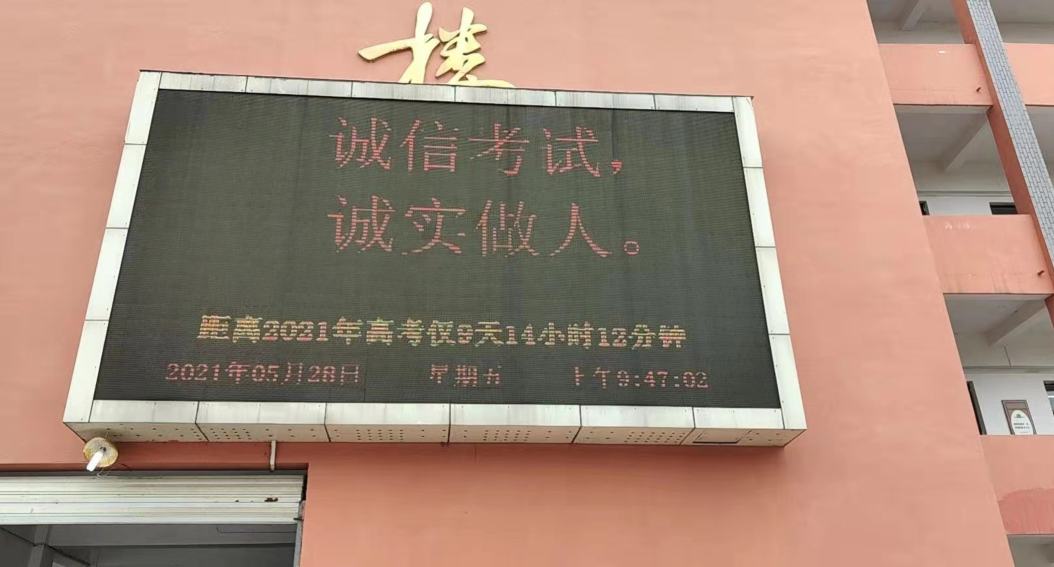 楼
诚信考试,
诚实做人。
距离2021年高考仅9天14小时12分钟
2021年05月28日 星期五 上午9:47:02